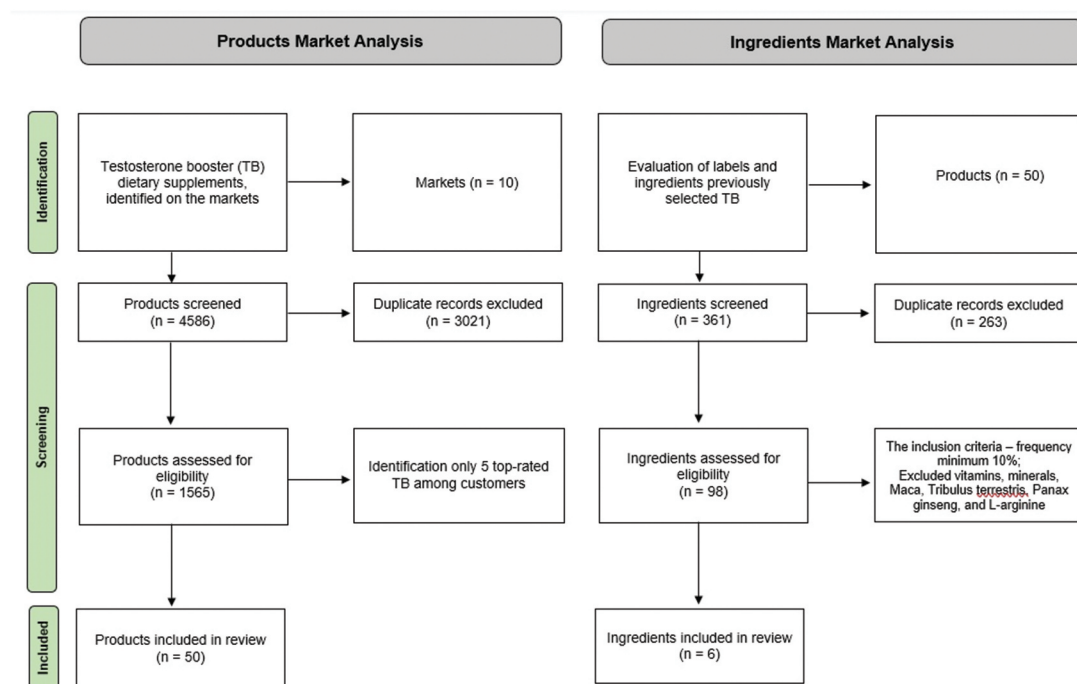 Products Market Analysis
Ingredients Market Analysis
Identification
Testosterone booster (TB)
dietary supplements,
identified on the markets
Markets (n = 10)
Evaluation of labels and
ingredients previously
selected TB
Products (n = 50)
Screening
Products screened
(n = 4586)
Duplicate records excluded
(n = 3021)
Ingredients screened
(n = 361)
Duplicate records excluded
(n = 263)
Products assessed for
eligibility
(n = 1565)
Identification only 5 top-rated
TB among customers
Ingredients assessed for
eligibility
(n = 98)
The inclusion criteria – frequency
minimum 10%;
Excluded vitamins, minerals,
Maca, Tribulus terrestris, Panax
ginseng, and L-arginine
Included
Products included in review
(n = 50)
Ingredients included in review
(n = 6)